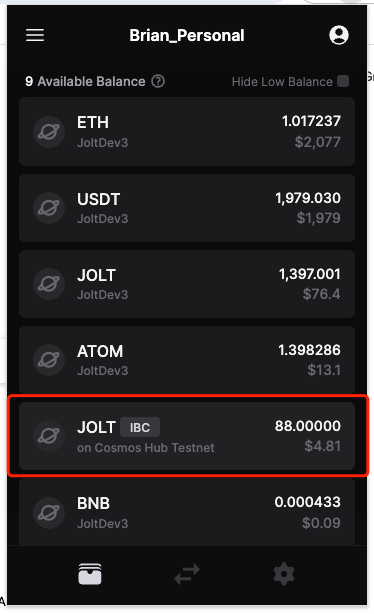 Brian_Personal
9 Available Balance ?
Hide Low Balance
ETH 1.017237
JoltDev3 $2,077
USDT 1,979.030
JoltDev3 $1,979
JOLT 1,397.001
JoltDev3 $76.4
ATOM 1.398286
JoltDev3 $13.1
JOLT IBC 88.00000
on Cosmos Hub Testnet $4.81
BNB 0.000433
JoltDev3 $0.09